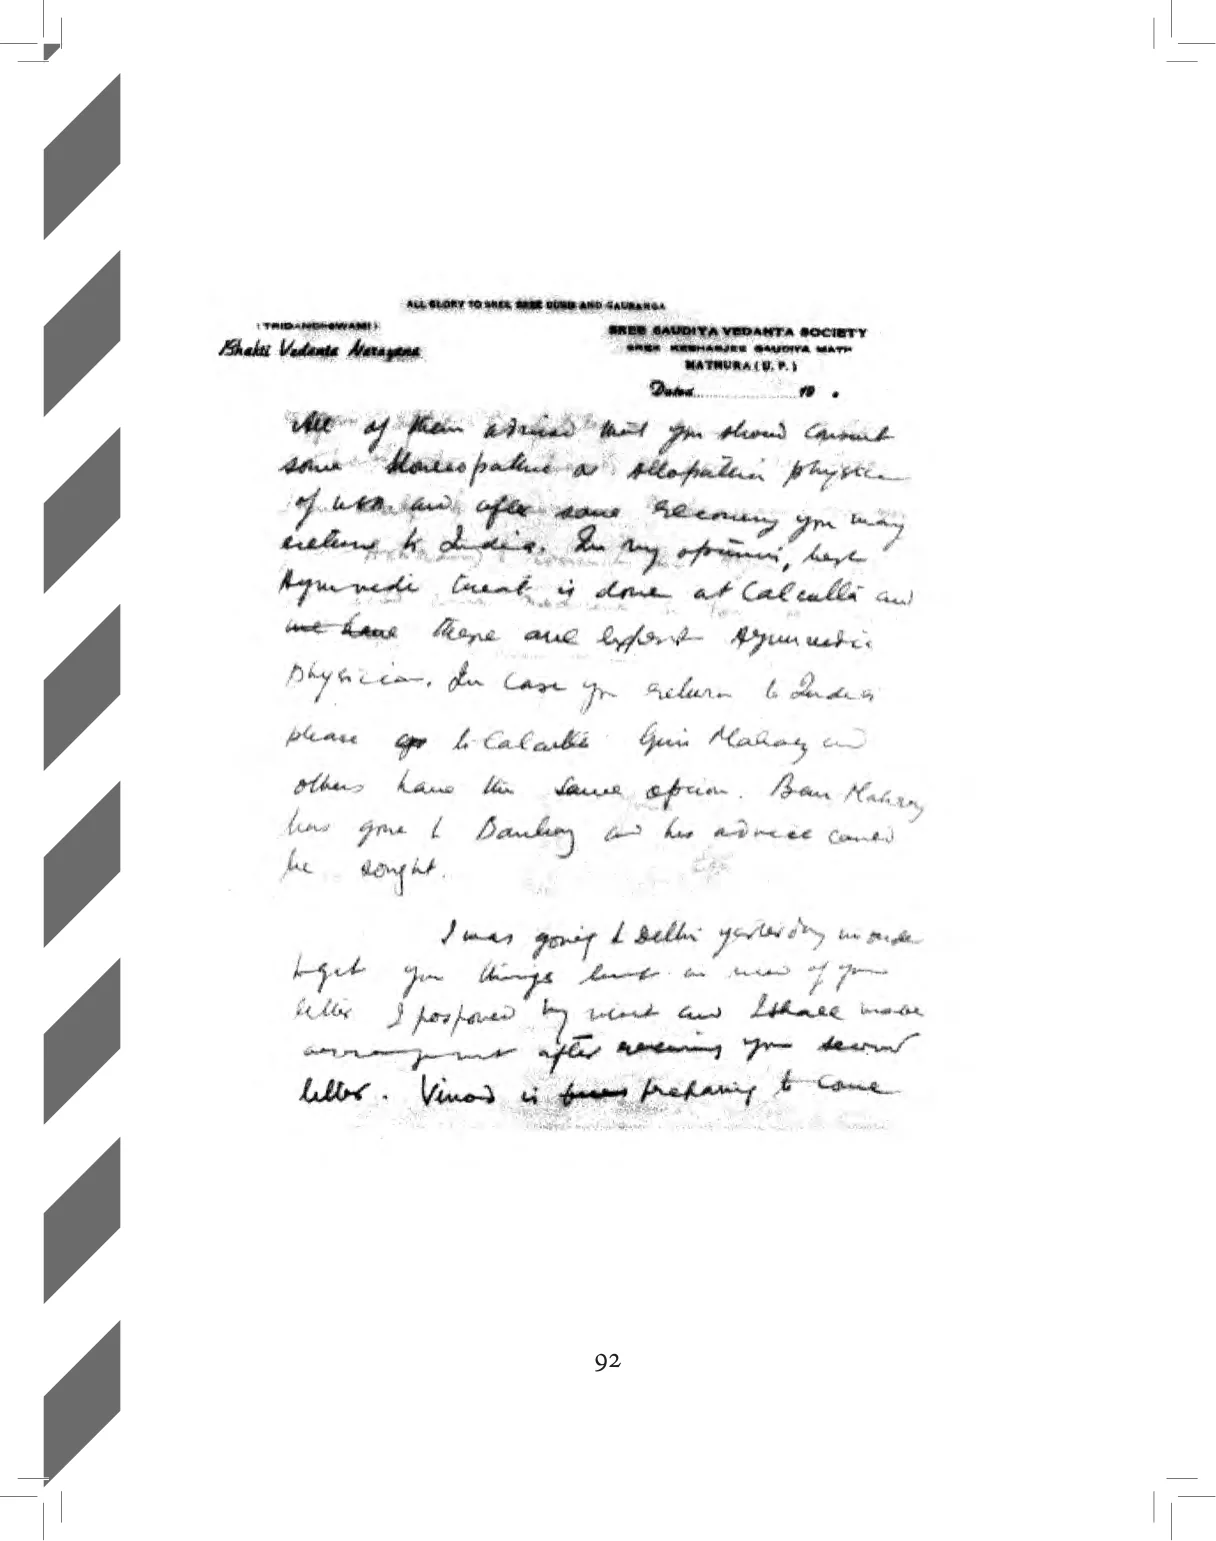 ALL GLORY TO SREE SREE GURU AND GAURANGA
(TRIDANDISWAMI)
Bhakti Vedanta Narayana
SREE GAUDIYA VEDANTA SOCIETY
SREE KESHABJEE GAUDIYA MATH
MATHURA (U. P.)
Dated 19 .
All of them advised that you should consult
some Homeopathic or allopathic physician
of USA and after some recovery you may
return to India. In my opinion, best
Ayurvedic treat is done at Calcutta and
we have there are expert Ayurvedic
physician. In case you return to India
please go to Calcutta Giri Maharaj and
others have the same opinion. Ban Maharaj
has gone to Bombay and his advice cannot
be sought.
I was going to Delhi yesterday in order
to get your things but in view of your
letter I posponed my visit and I shall make
arrangement after receiving your second
letter. Vinod is preparing to come
92